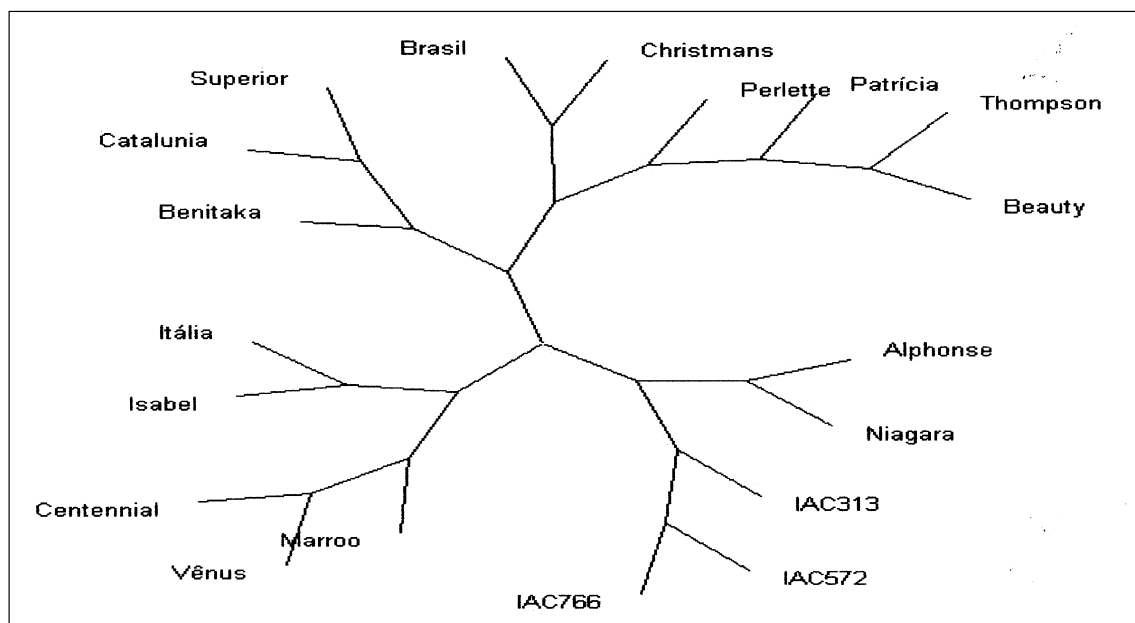 Brasil
Christmans
Superior
Perlette
Patrícia
Thompson
Catalunia
Benitaka
Beauty
Itália
Alphonse
Isabel
Niagara
Centennial
IAC313
Marroo
Vênus
IAC572
IAC766